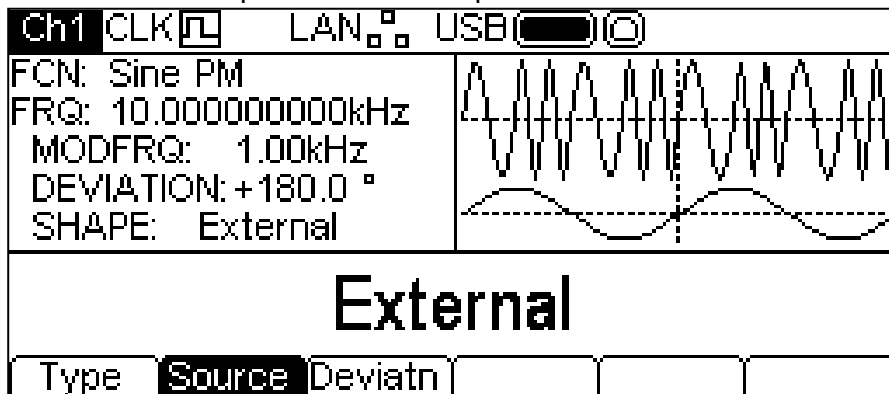 Ch1 CLK LAN USB
FCN: Sine PM
FRQ: 10.000000000kHz
MODFRQ: 1.00kHz
DEVIATION: +180.0 °
SHAPE: External
External
Type Source Deviatn